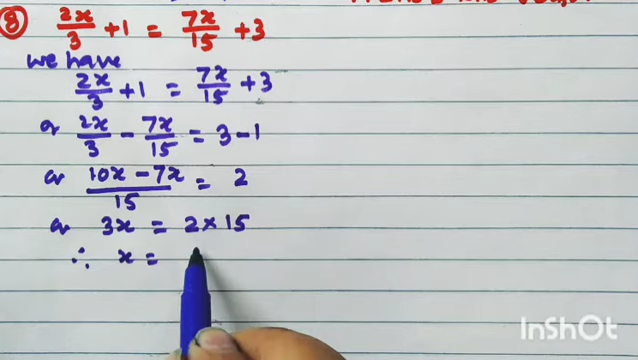 ⑧ 2x/3 + 1 = 7x/15 + 3
we have
2x/3 + 1 = 7x/15 + 3
or 2x/3 - 7x/15 = 3 - 1
or (10x - 7x)/15 = 2
or 3x = 2 × 15
∴ x =
InShOt